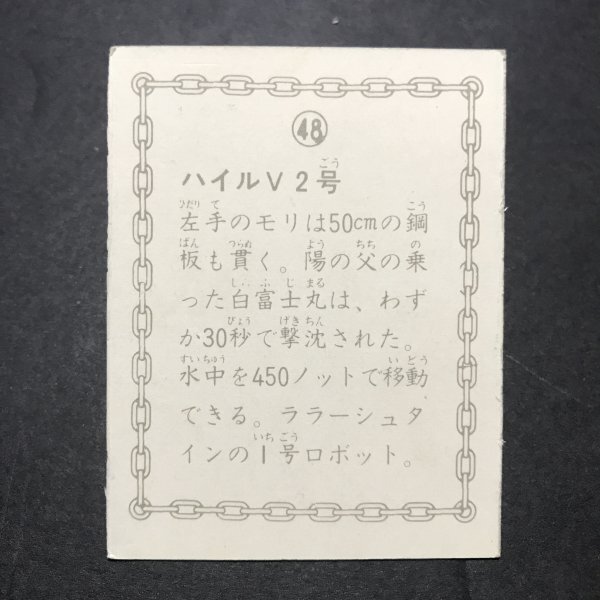 48
ハイルV2号
左手のモリは50cmの鋼
板も貫く。陽の父の乗
った白富士丸は、わず
か30秒で撃沈された。
水中を450ノットで移動
できる。ララーシュタ
インの1号ロボット。